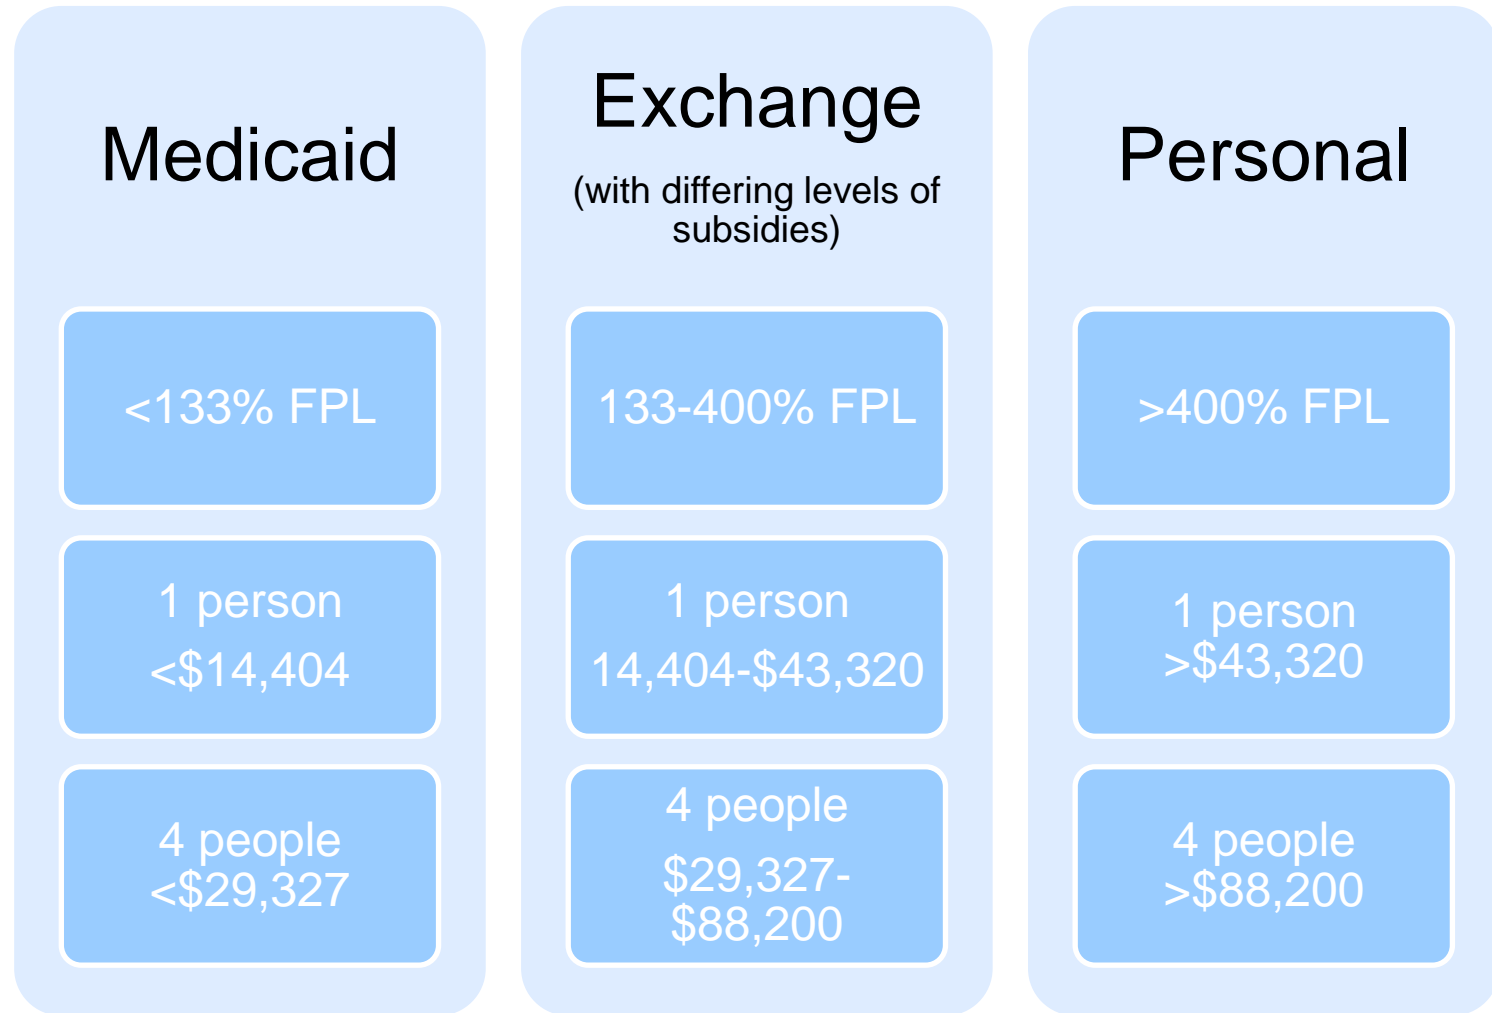 Medicaid
<133% FPL
1 person
<$14,404
4 people
<$29,327
Exchange
(with differing levels of
subsidies)
133-400% FPL
1 person
14,404-$43,320
4 people
$29,327-
$88,200
Personal
>400% FPL
1 person
>$43,320
4 people
>$88,200